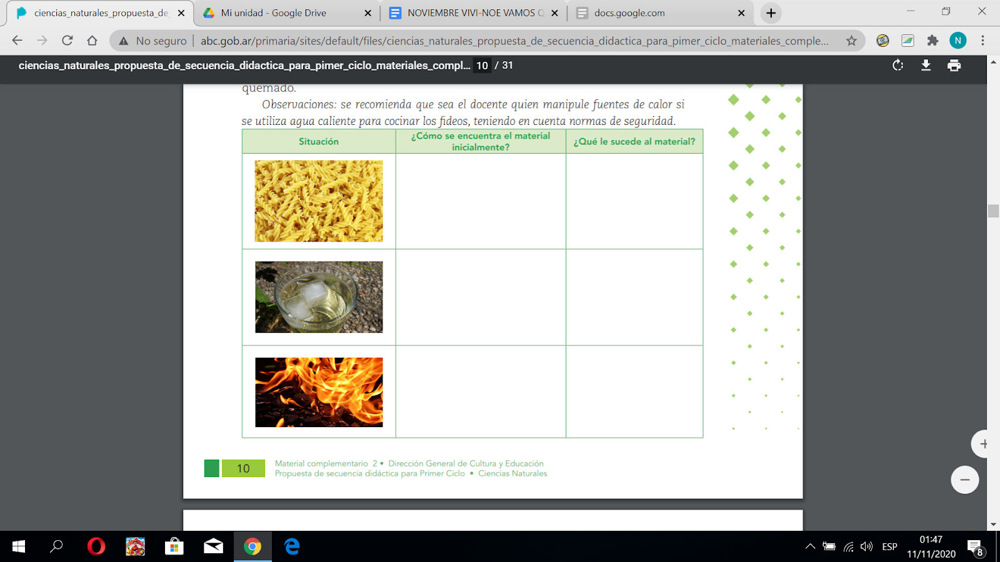 ciencias_naturales_propuesta_de_
Mi unidad - Google Drive
NOVIEMBRE VIVI-NOE VAMOS Q
docs.google.com
No seguro
abc.gob.ar/primaria/sites/default/files/ciencias_naturales_propuesta_de_secuencia_didactica_para_pimer_ciclo_materiales_comple...
N
ciencias_naturales_propuesta_de_secuencia_didactica_para_pimer_ciclo_materiales_compl... 10 / 31
quemado.
Observaciones: se recomienda que sea el docente quien manipule fuentes de calor si
se utiliza agua caliente para cocinar los fideos, teniendo en cuenta normas de seguridad.
Situación
¿Cómo se encuentra el material
inicialmente?
¿Qué le sucede al material?
10
Material complementario 2 • Dirección General de Cultura y Educación
Propuesta de secuencia didáctica para Primer Ciclo • Ciencias Naturales
ESP
01:47
11/11/2020
8